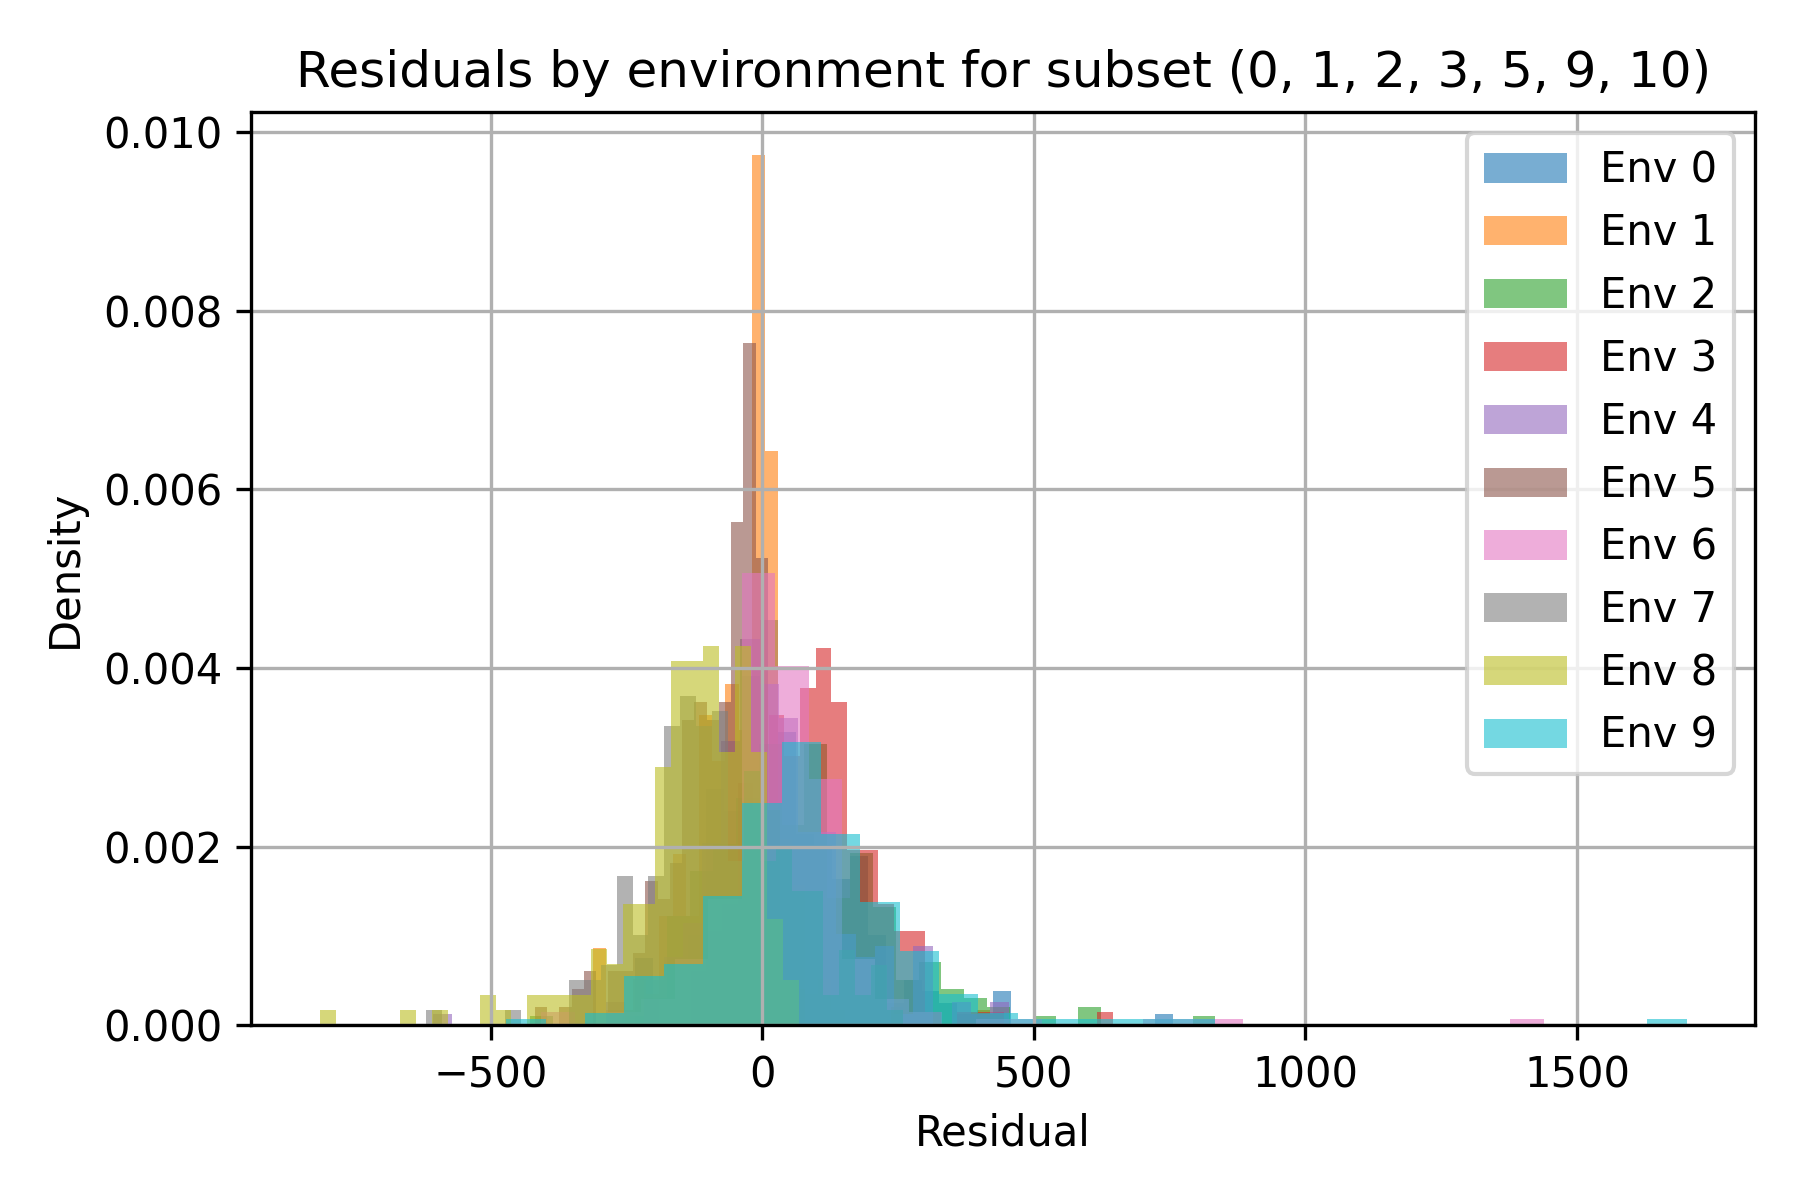 Residuals by environment for subset (0, 1, 2, 3, 5, 9, 10)
0.010
0.008
0.006
0.004
0.002
0.000
Density
Env 0
Env 1
Env 2
Env 3
Env 4
Env 5
Env 6
Env 7
Env 8
Env 9
−500
0
500
1000
1500
Residual